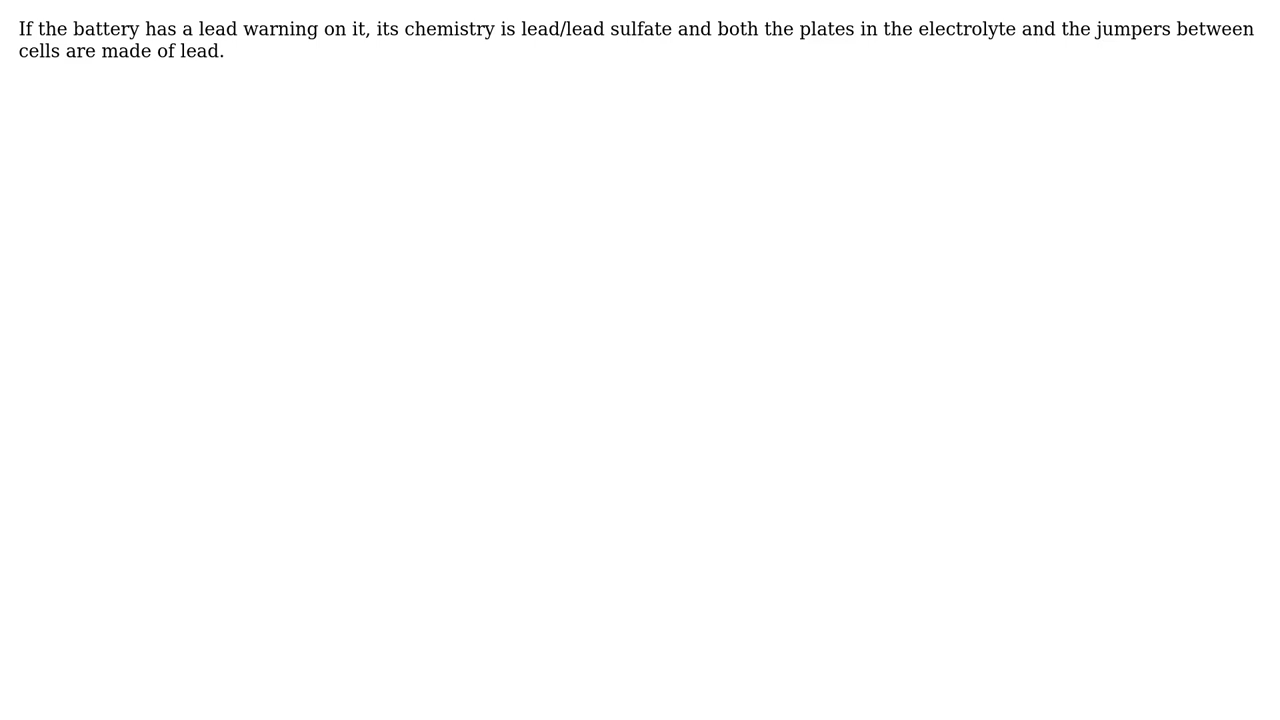 If the battery has a lead warning on it, its chemistry is lead/lead sulfate and both the plates in the electrolyte and the jumpers between
cells are made of lead.